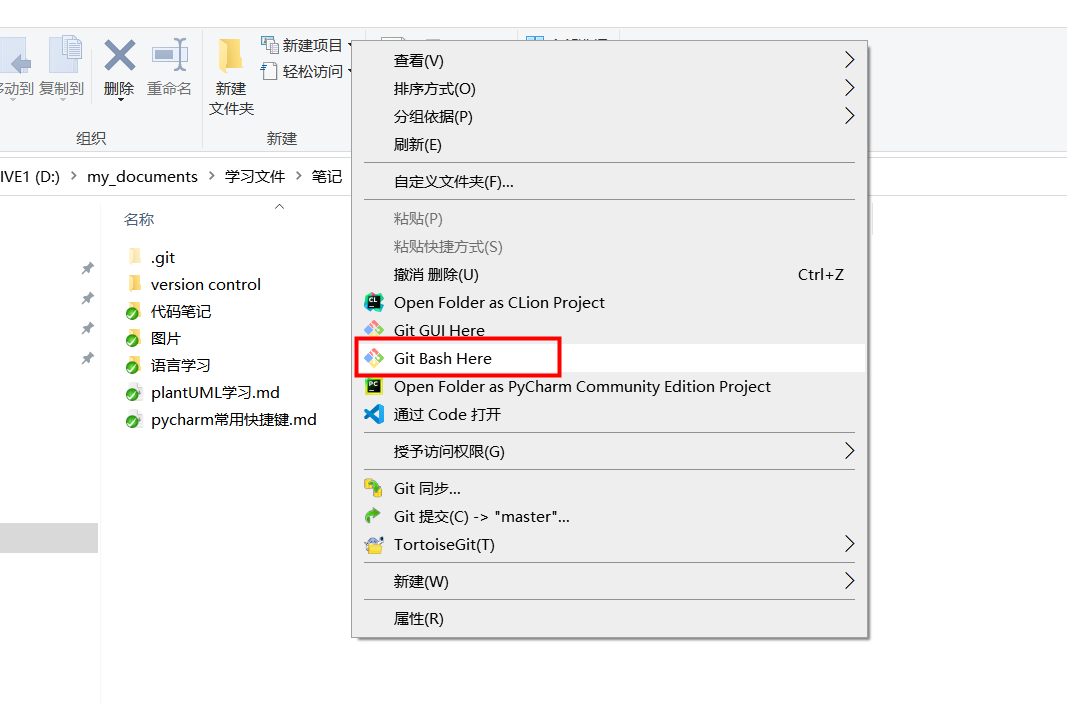 新建项目
轻松访问
复制到
删除
重命名
新建
文件夹
组织
新建
IVE1 (D:) > my_documents > 学习文件 > 笔记
名称
.git
version control
代码笔记
图片
语言学习
plantUML学习.md
pycharm常用快捷键.md
查看(V)
排序方式(O)
分组依据(P)
刷新(E)
自定义文件夹(F)...
粘贴(P)
粘贴快捷方式(S)
撤消 删除(U) Ctrl+Z
Open Folder as CLion Project
Git GUI Here
Git Bash Here
Open Folder as PyCharm Community Edition Project
通过 Code 打开
授予访问权限(G)
Git 同步...
Git 提交(C) -> "master"...
TortoiseGit(T)
新建(W)
属性(R)